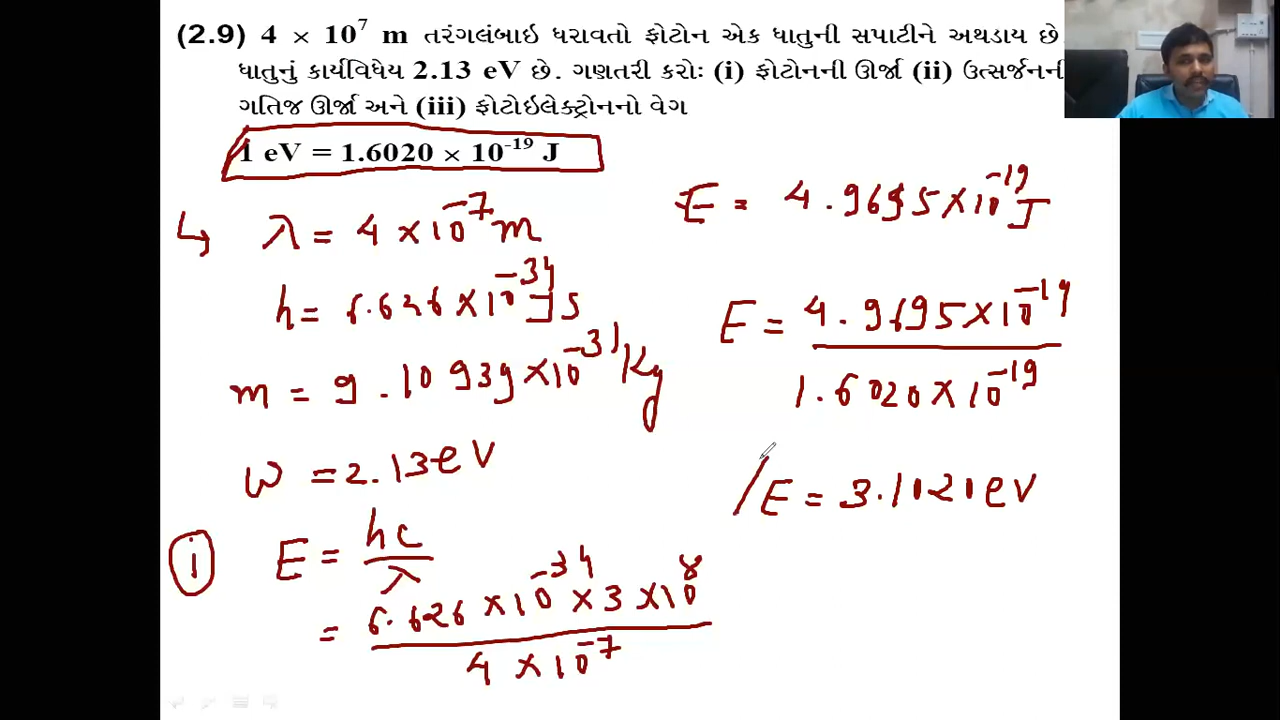 (2.9) 4 × 10⁷ m તરંગલંબાઇ ધરાવતો ફોટોન એક ધાતુની સપાટીને અથડાય છે
ધાતુનું કાર્યવિધેય 2.13 eV છે. ગણતરી કરોઃ (i) ફોટોનની ઊર્જા (ii) ઉત્સર્જનની
ગતિજ ઊર્જા અને (iii) ફોટોઇલેક્ટ્રોનનો વેગ
1 eV = 1.6020 × 10⁻¹⁹ J
↳ λ = 4 × 10⁻⁷ m
h = 6.626 × 10⁻³⁴ JS
m = 9.10939 × 10⁻³¹ Kg
W = 2.13 eV
(i) E = hc / λ
= 6.626 × 10⁻³⁴ × 3 × 10⁸ / 4 × 10⁻⁷
E = 4.9695 × 10⁻¹⁹ J
E = 4.9695 × 10⁻¹⁹ / 1.6020 × 10⁻¹⁹
E = 3.1020 eV